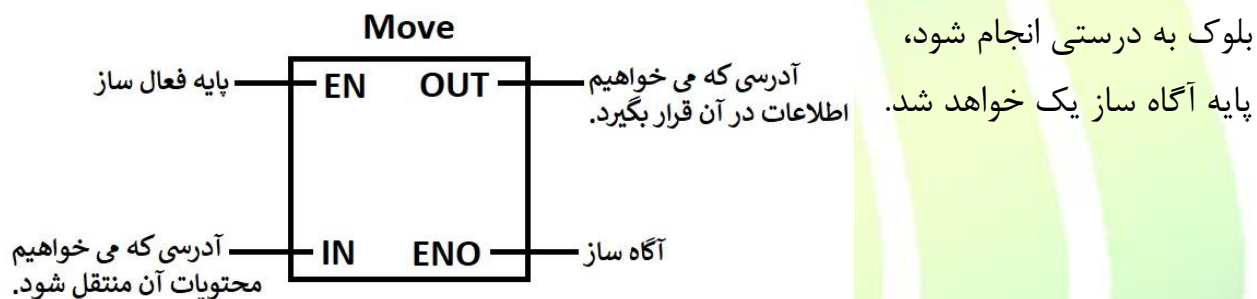 بلوک به درستی انجام شود،
پایه آگاه ساز یک خواهد شد.
Move
پایه فعال ساز
EN
OUT
آدرسی که می خواهیم
اطلاعات در آن قرار بگیرد.
آدرسی که می خواهیم
محتویات آن منتقل شود.
IN
ENO
آگاه ساز